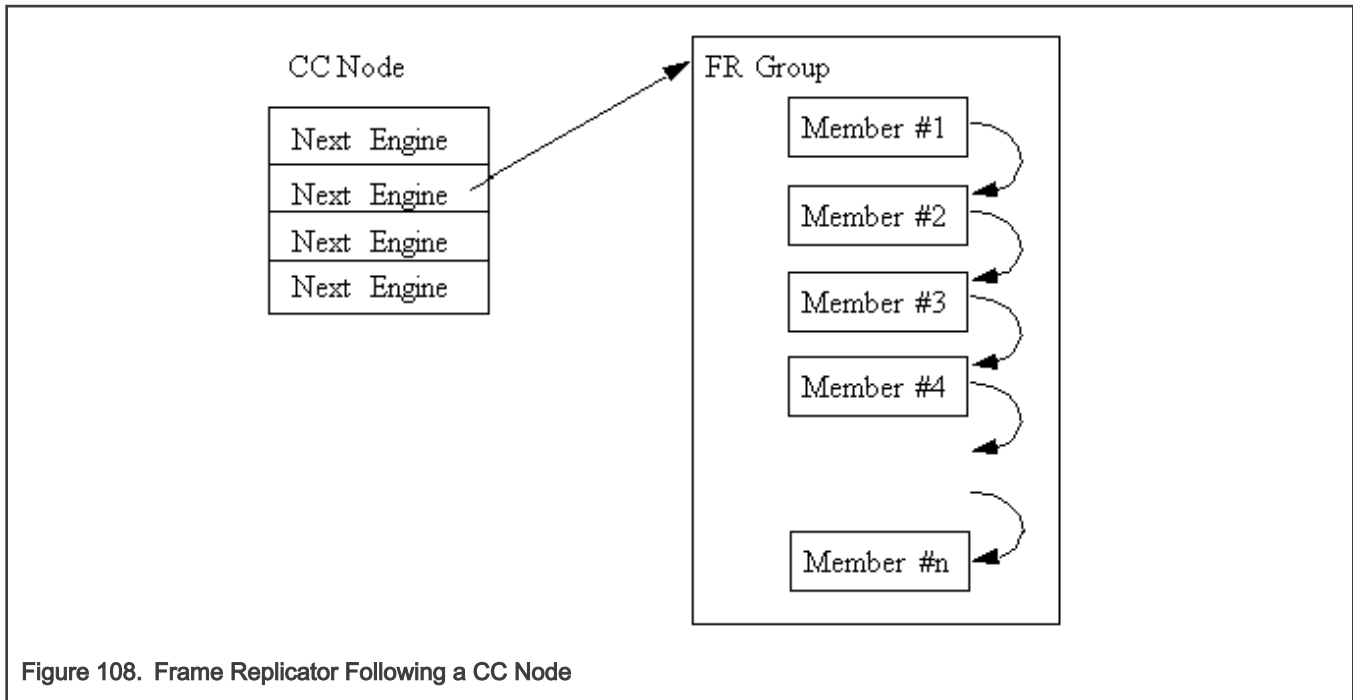 CC Node
Next Engine
Next Engine
Next Engine
Next Engine
FR Group
Member #1
Member #2
Member #3
Member #4
Member #n
Figure 108. Frame Replicator Following a CC Node